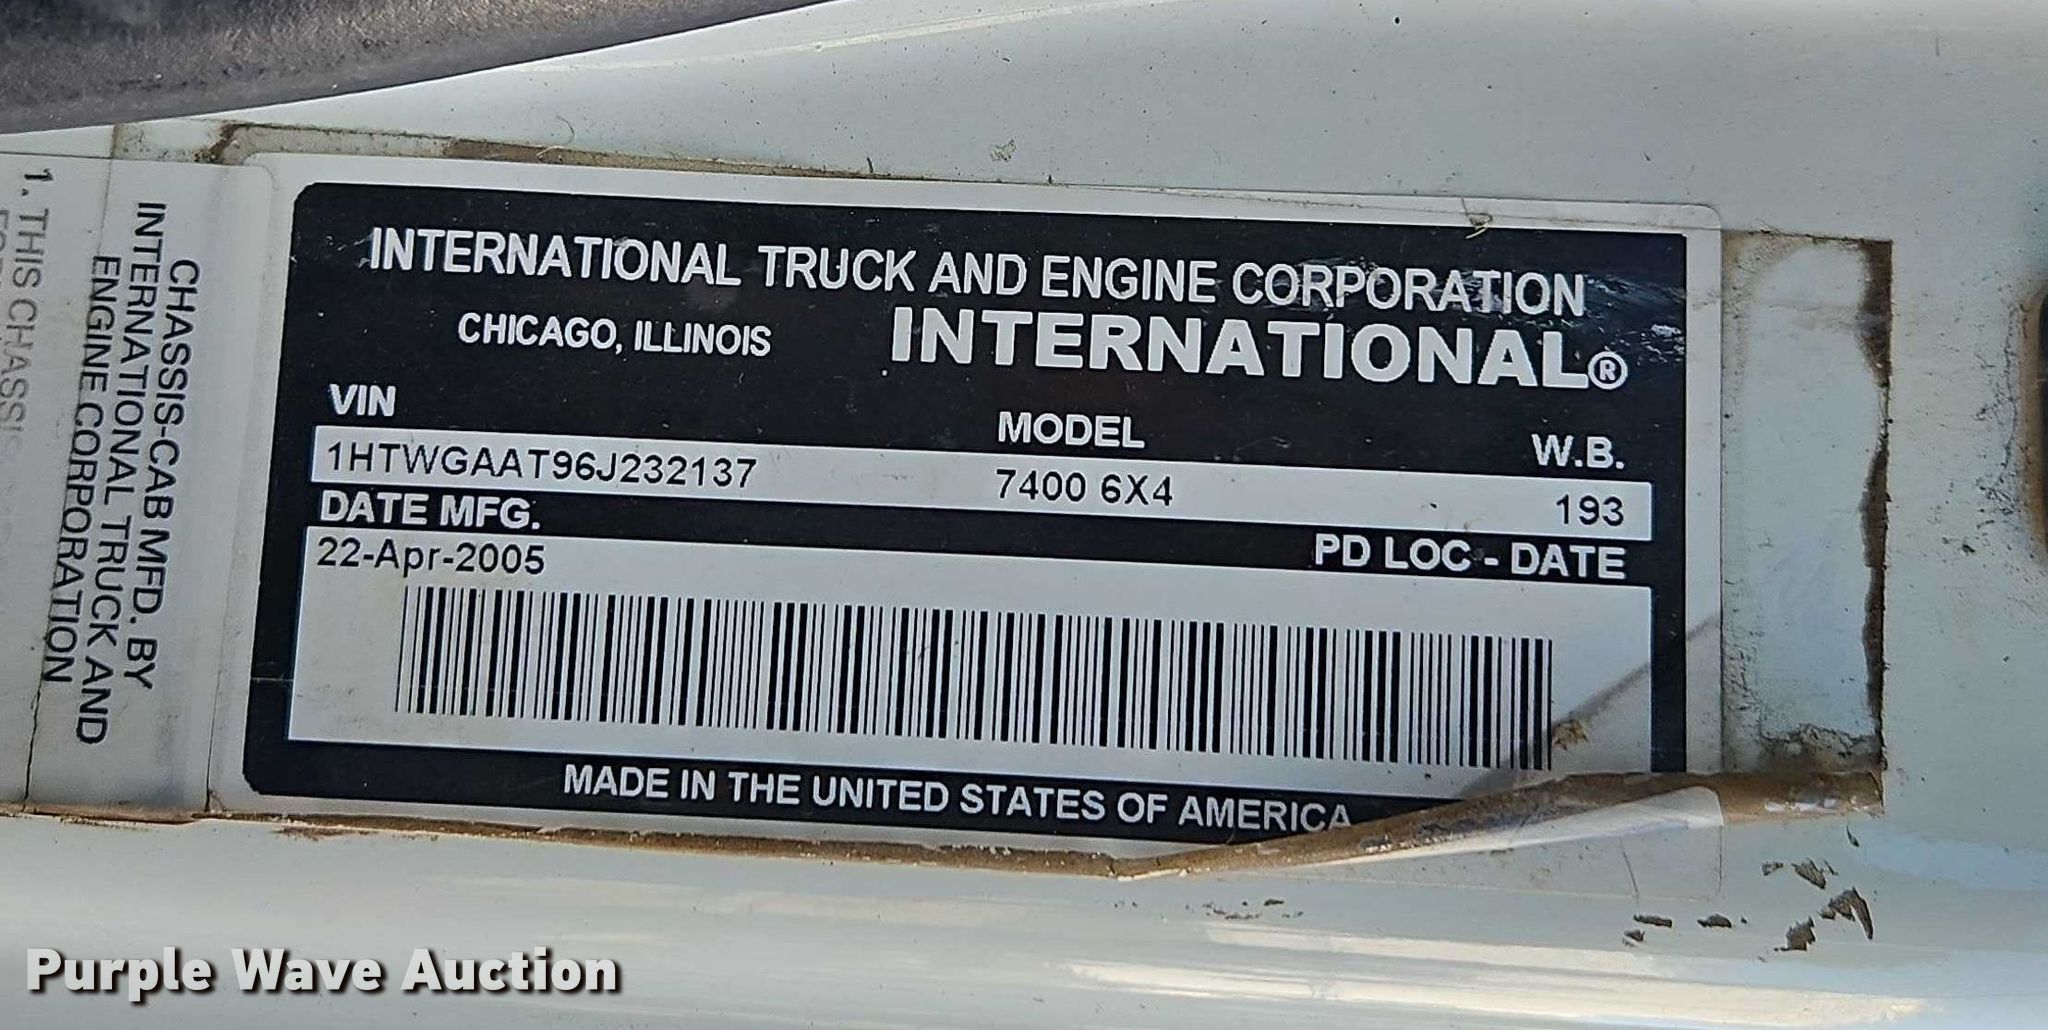 CHASSIS-CAB MFD. BY
INTERNATIONAL TRUCK AND
ENGINE CORPORATION
1. THIS CHASSIS
INTERNATIONAL TRUCK AND ENGINE CORPORATION
CHICAGO, ILLINOIS
INTERNATIONAL®
VIN MODEL W.B.
1HTWGAAT96J232137 7400 6X4 193
DATE MFG. PD LOC - DATE
22-Apr-2005
MADE IN THE UNITED STATES OF AMERICA
Purple Wave Auction